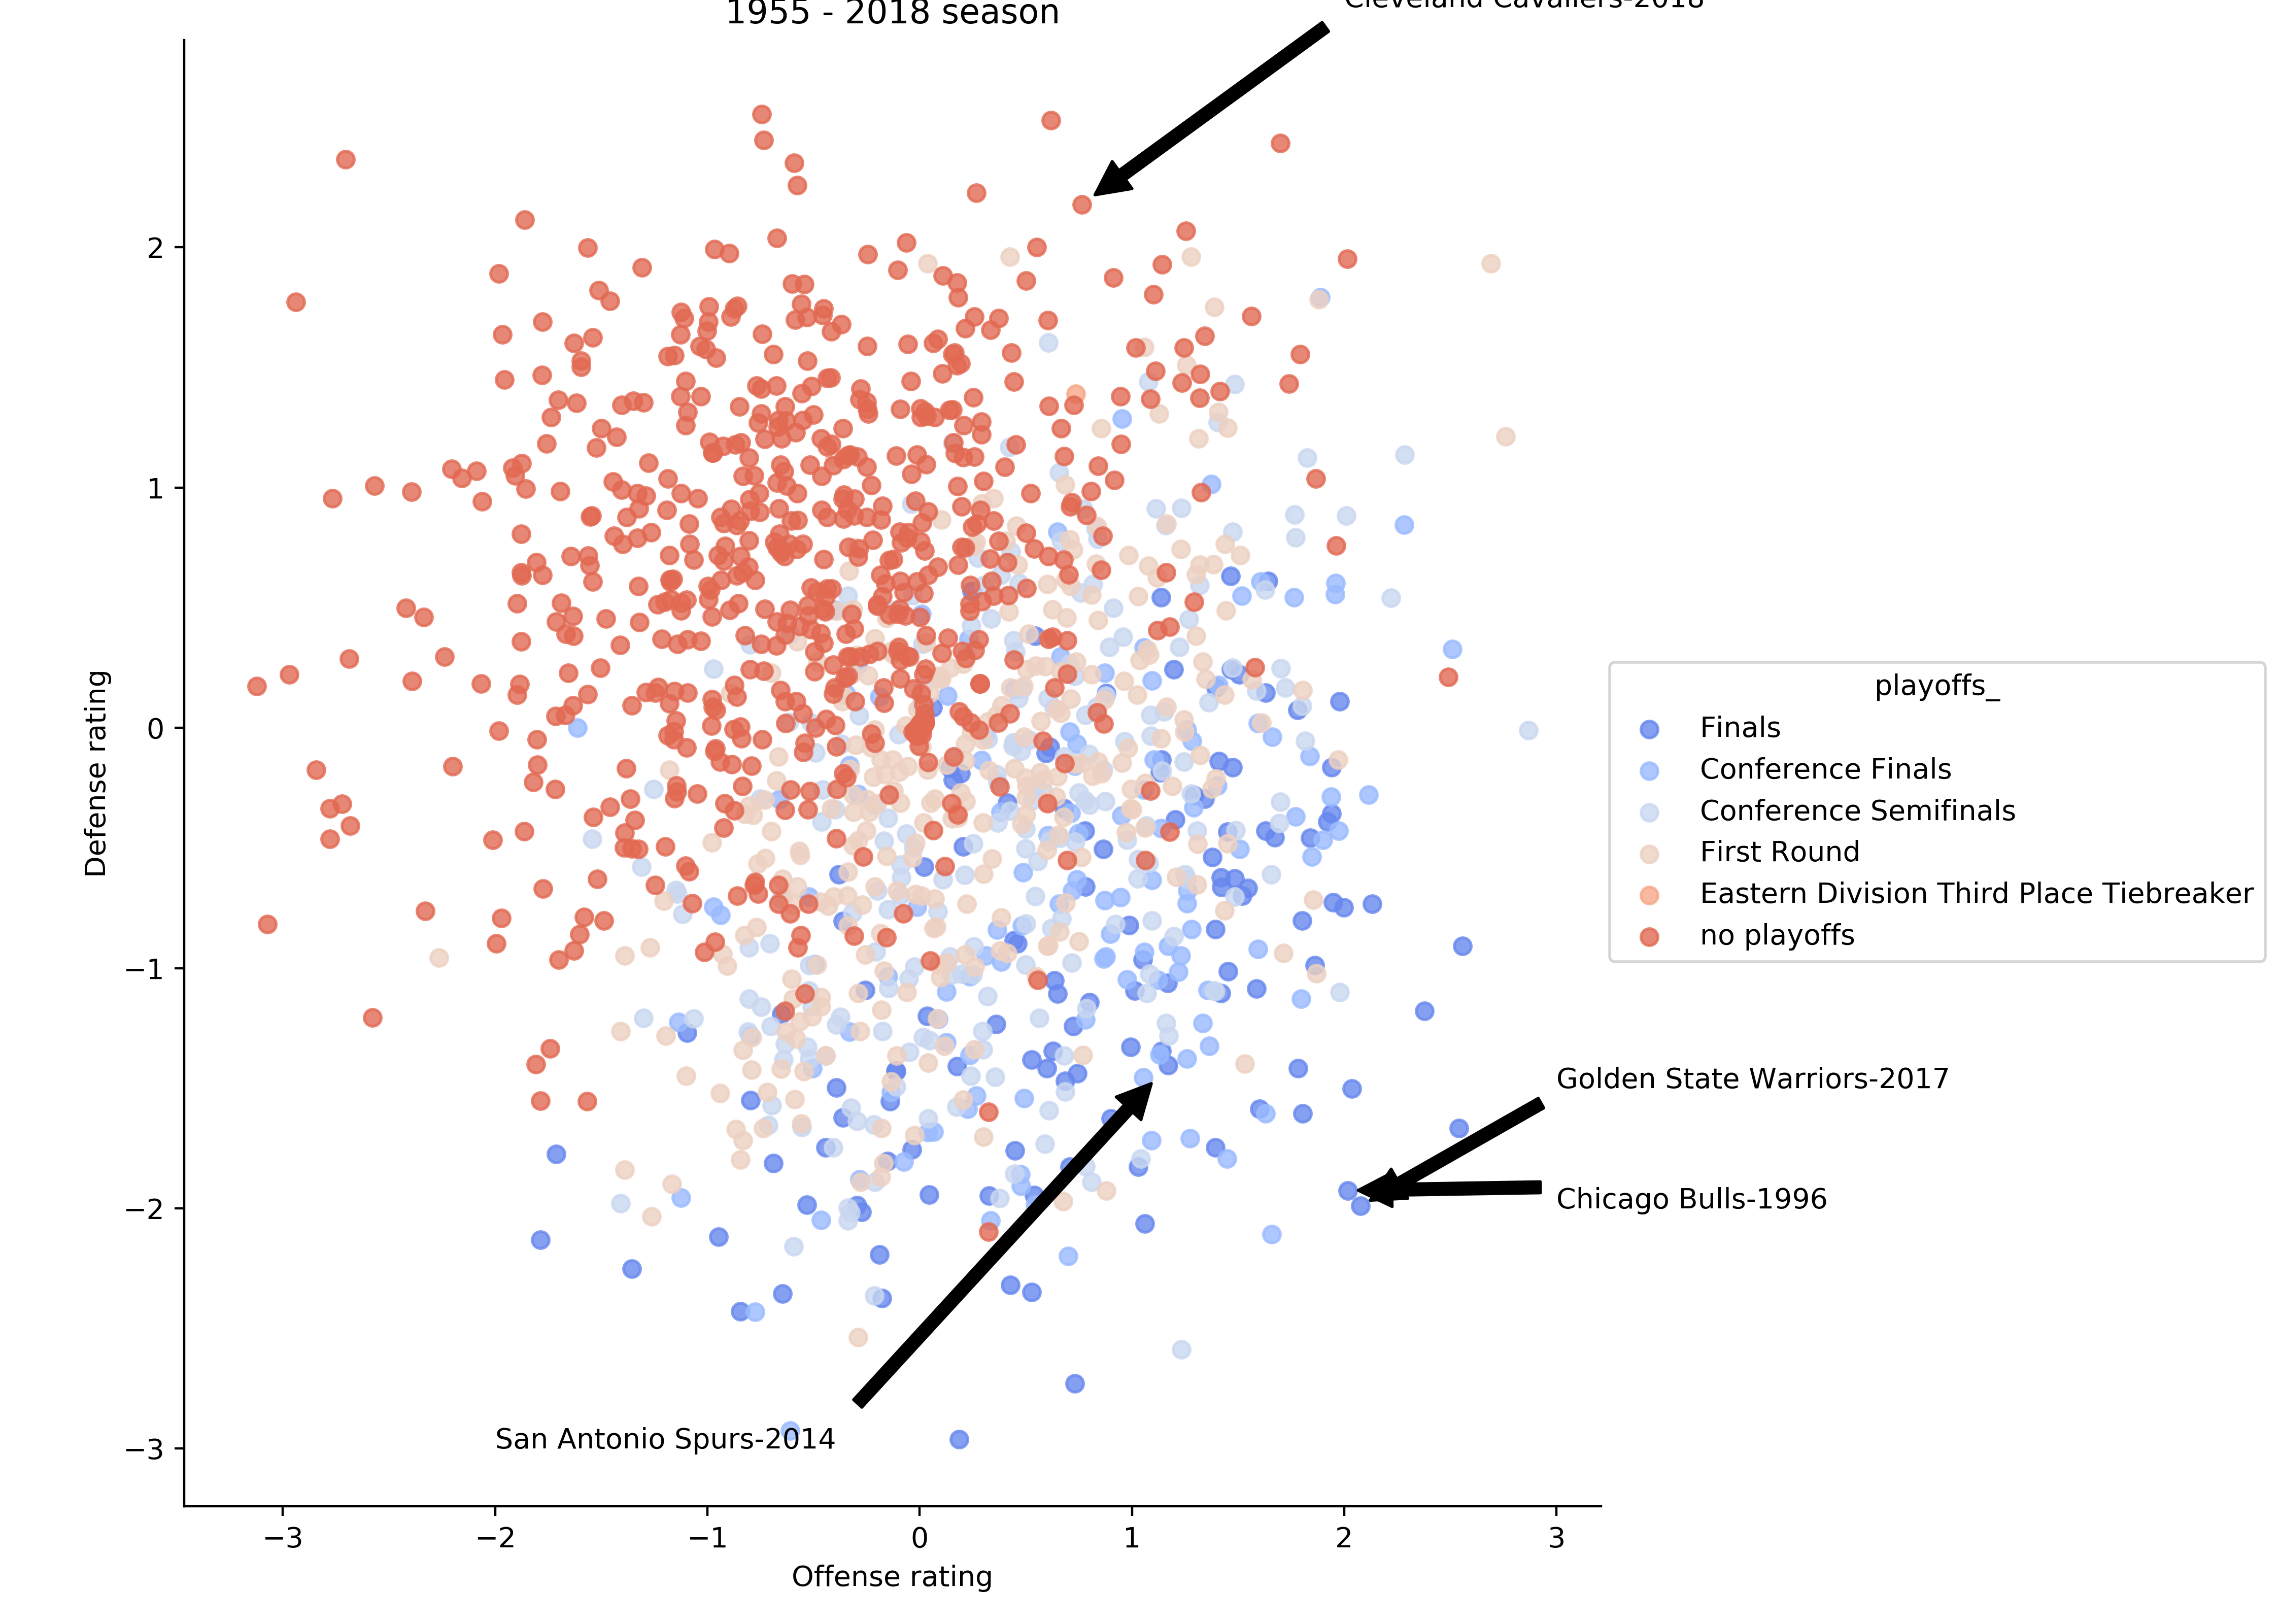 1955 - 2018 season
Cleveland Cavaliers-2018
2
1
0
−1
−2
−3
Defense rating
playoffs_
Finals
Conference Finals
Conference Semifinals
First Round
Eastern Division Third Place Tiebreaker
no playoffs
Golden State Warriors-2017
Chicago Bulls-1996
San Antonio Spurs-2014
−3 −2 −1 0 1 2 3
Offense rating